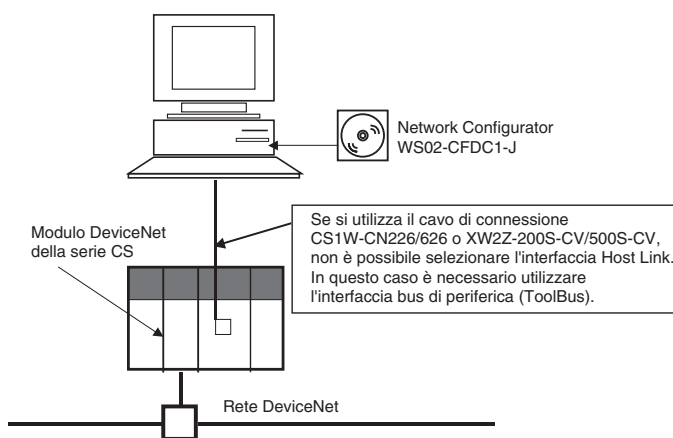 Network Configurator
WS02-CFDC1-J
Modulo DeviceNet
della serie CS
Se si utilizza il cavo di connessione
CS1W-CN226/626 o XW2Z-200S-CV/500S-CV,
non è possibile selezionare l'interfaccia Host Link.
In questo caso è necessario utilizzare
l'interfaccia bus di periferica (ToolBus).
Rete DeviceNet